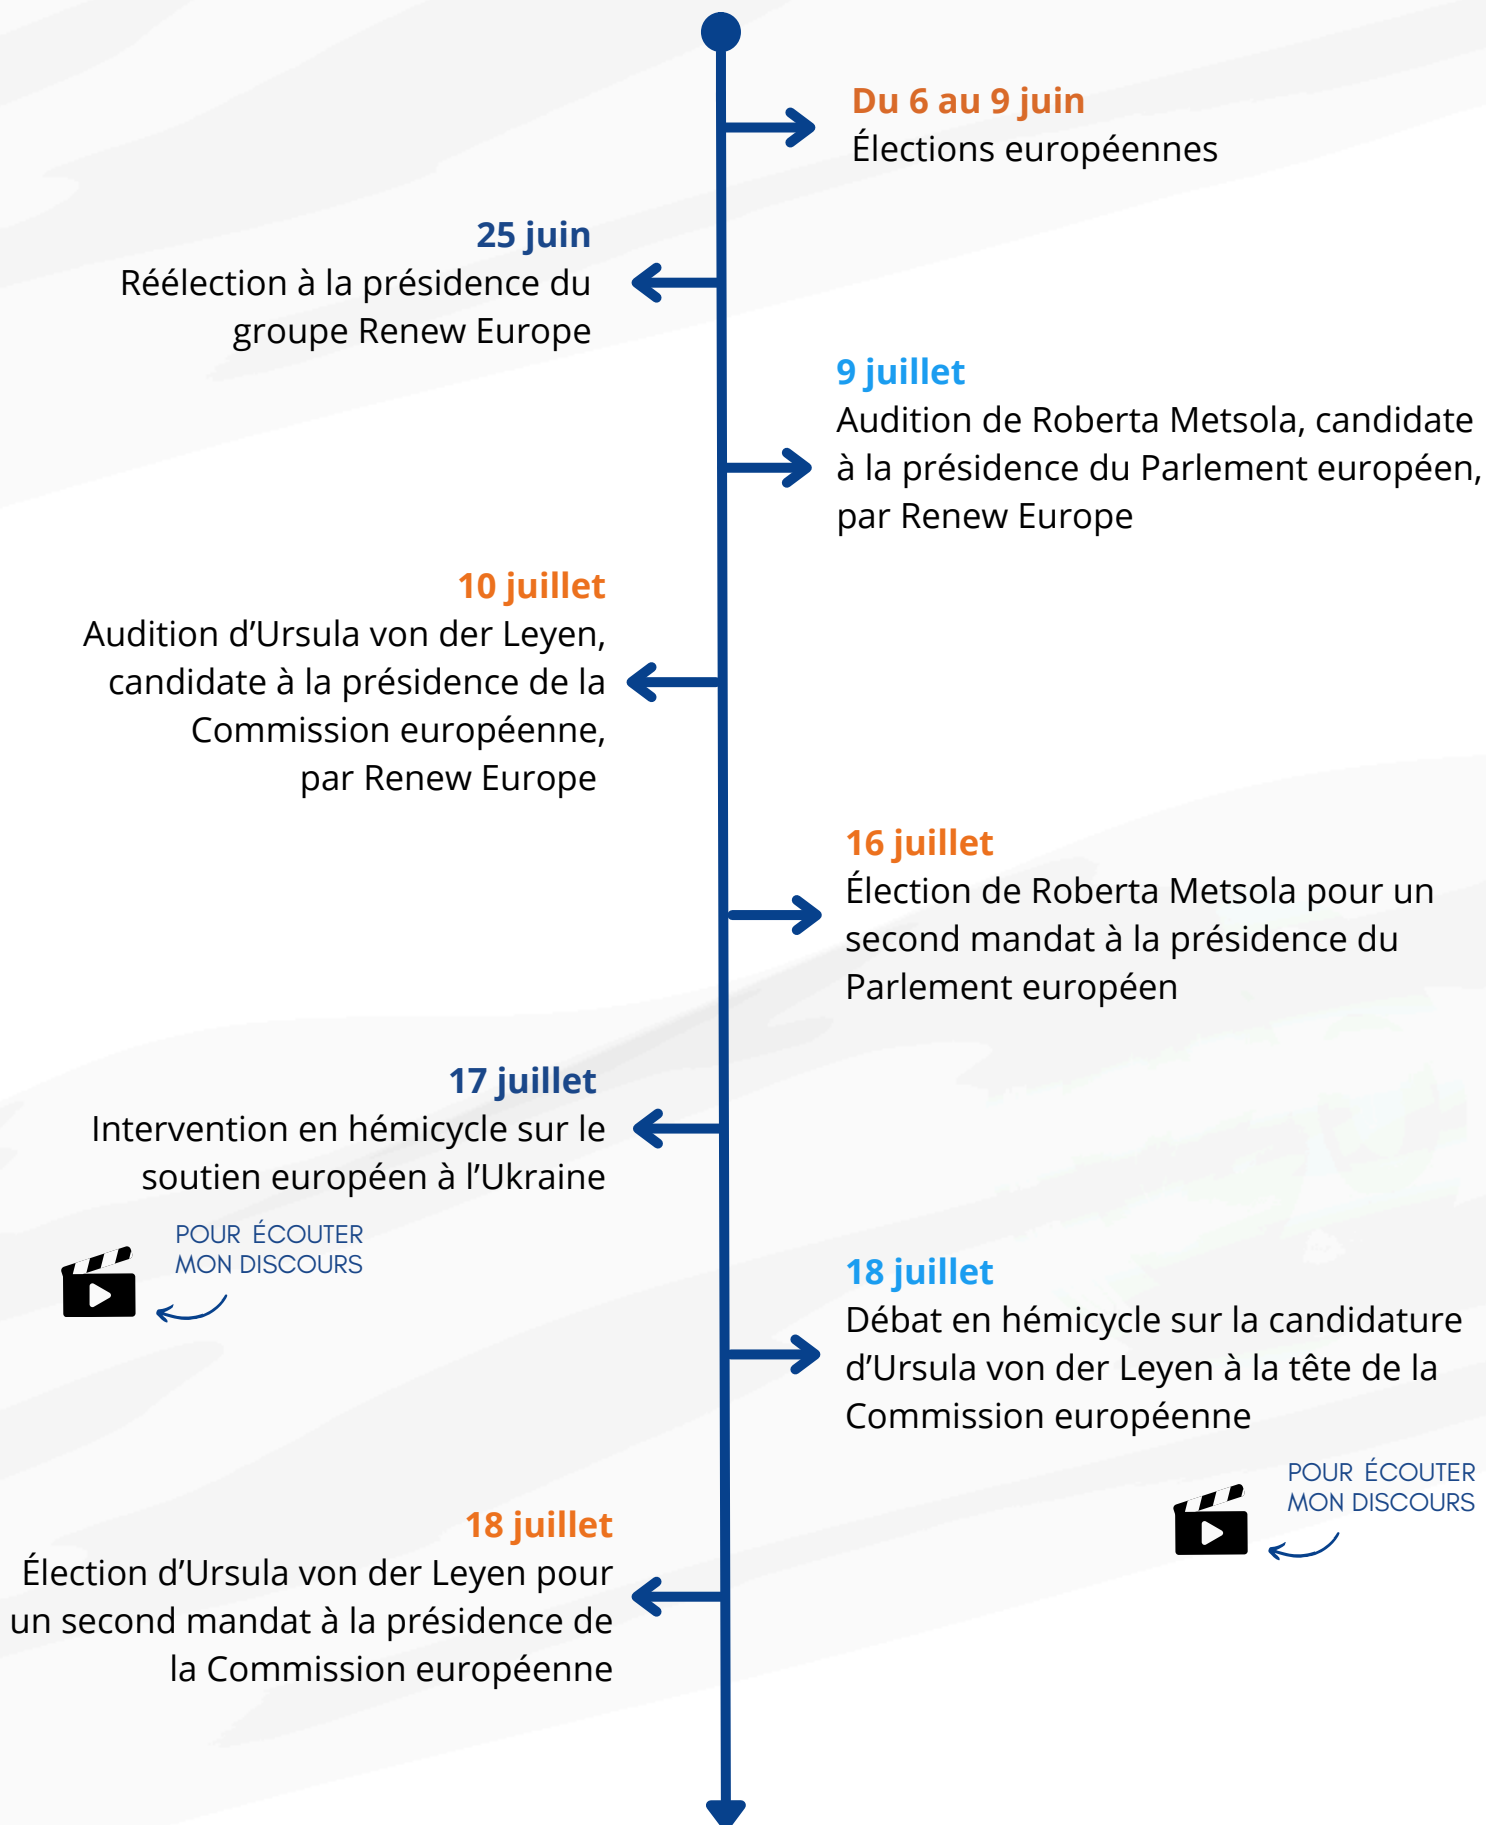 Du 6 au 9 juin
Élections européennes
25 juin
Réélection à la présidence du
groupe Renew Europe
9 juillet
Audition de Roberta Metsola, candidate
à la présidence du Parlement européen,
par Renew Europe
10 juillet
Audition d’Ursula von der Leyen,
candidate à la présidence de la
Commission européenne,
par Renew Europe
16 juillet
Élection de Roberta Metsola pour un
second mandat à la présidence du
Parlement européen
17 juillet
Intervention en hémicycle sur le
soutien européen à l’Ukraine
POUR ÉCOUTER
MON DISCOURS
18 juillet
Débat en hémicycle sur la candidature
d’Ursula von der Leyen à la tête de la
Commission européenne
POUR ÉCOUTER
MON DISCOURS
18 juillet
Élection d’Ursula von der Leyen pour
un second mandat à la présidence de
la Commission européenne